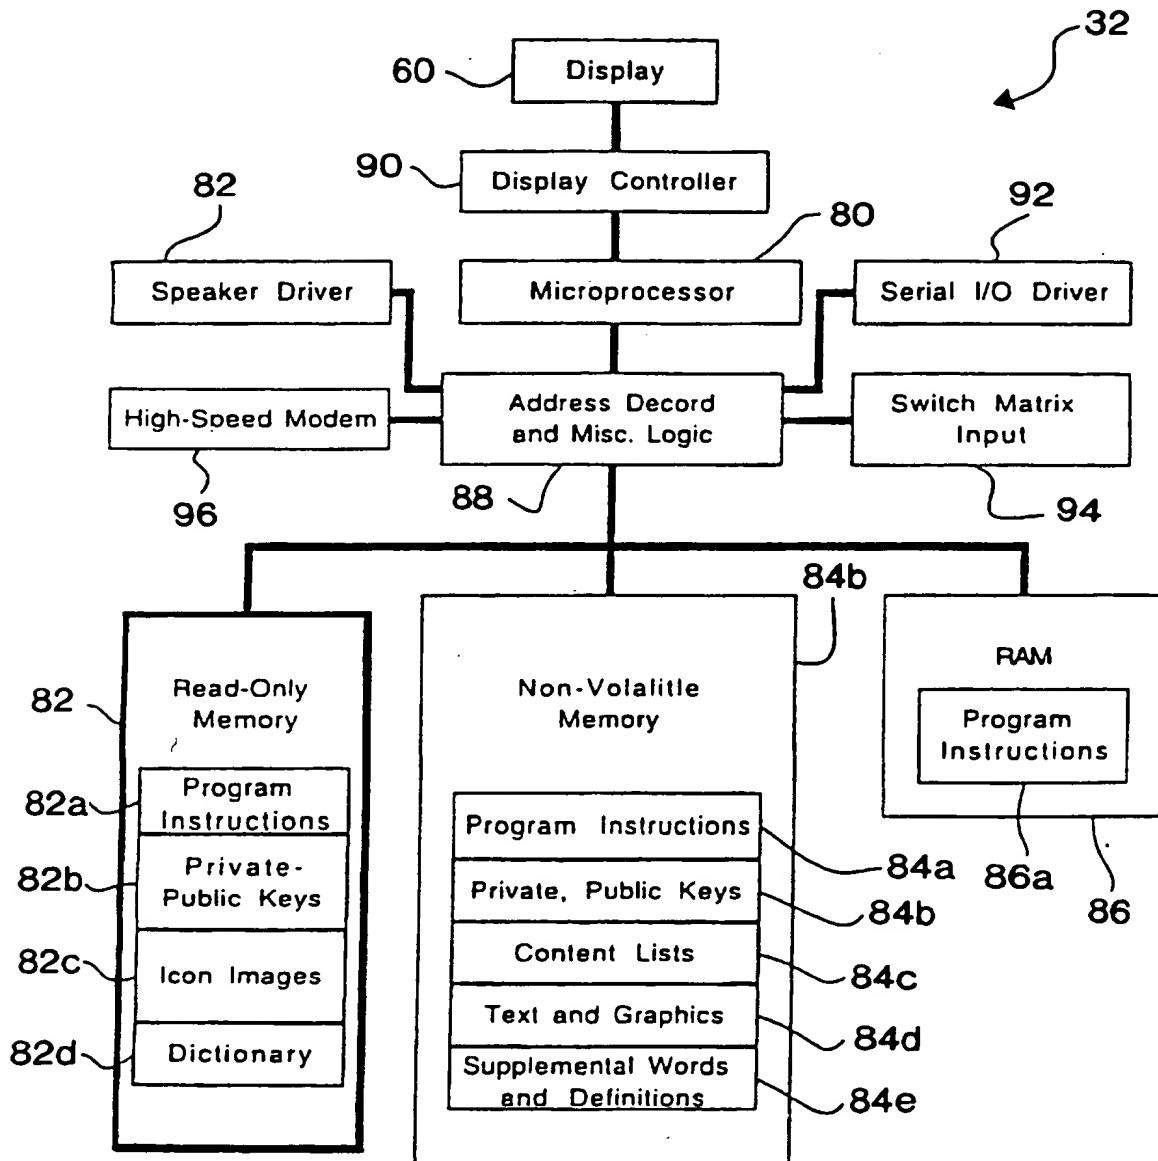 32
60
Display
90
Display Controller
82
80
92
Speaker Driver
Microprocessor
Serial I/O Driver
High-Speed Modem
Address Decord
and Misc. Logic
Switch Matrix
Input
96
88
94
84b
82
Read-Only
Memory
Non-Volalitle
Memory
RAM
Program
Instructions
82a
Program
Instructions
82b
Private-
Public Keys
82c
Icon Images
82d
Dictionary
Program Instructions
84a
Private, Public Keys
84b
Content Lists
84c
Text and Graphics
84d
Supplemental Words
and Definitions
84e
86a
86